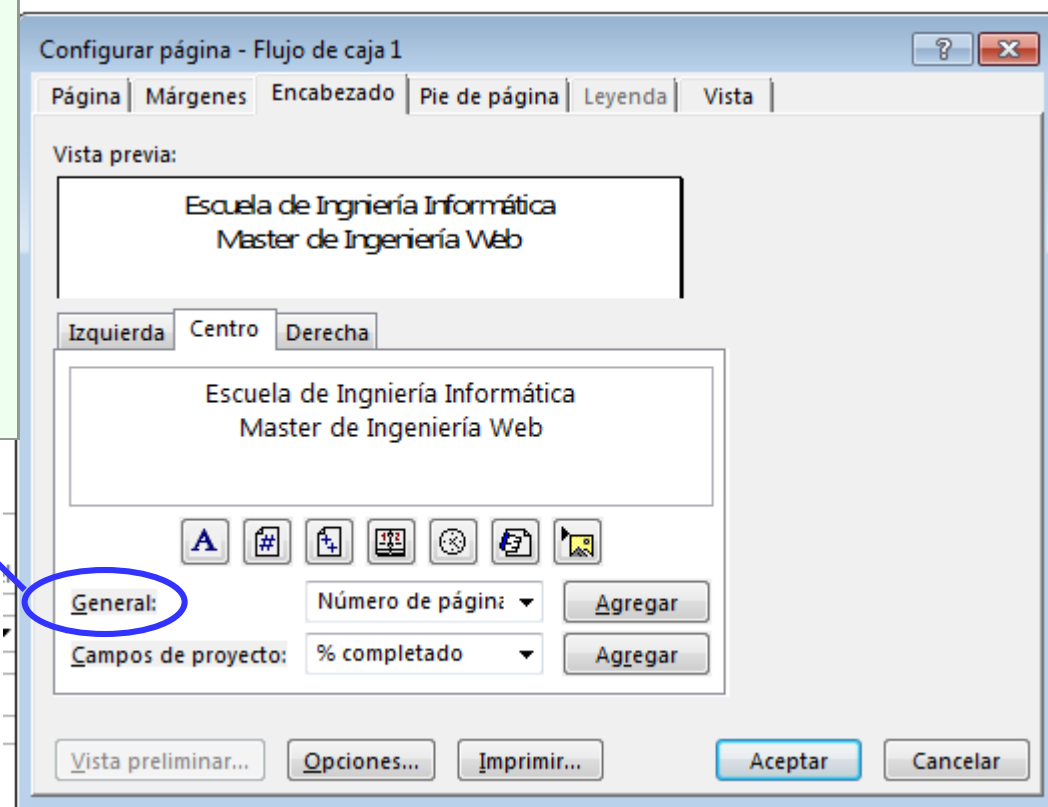 Configurar página - Flujo de caja 1
Página Márgenes Encabezado Pie de página Leyenda Vista
Vista previa:
Escuela de Ingniería Informática
Master de Ingeniería Web
Izquierda Centro Derecha
Escuela de Ingniería Informática
Master de Ingeniería Web
General: Número de página Agregar
Campos de proyecto: % completado Agregar
Vista preliminar... Opciones... Imprimir... Aceptar Cancelar